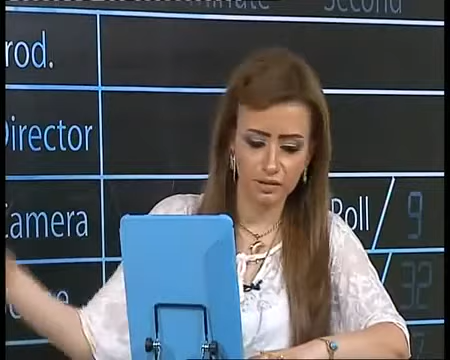 Second
Prod.
Director
Camera
Roll 9
32